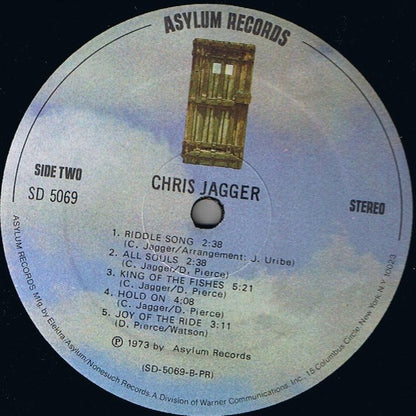 ASYLUM RECORDS
SIDE TWO
SD 5069
CHRIS JAGGER
STEREO
1. RIDDLE SONG 2:38
(C. Jagger/Arrangement: J. Uribe)
2. ALL SOULS 2:38
(C. Jagger/D. Pierce)
3. KING OF THE FISHES 5:21
(C. Jagger/D. Pierce)
4. HOLD ON 4:08
(C. Jagger/D. Pierce)
5. JOY OF THE RIDE 3:11
(D. Pierce/Watson)
Ⓟ 1973 by Asylum Records
(SD-5069-B-PR)
ASYLUM RECORDS Mfg. by Elektra/Asylum/Nonesuch Records, A Division of Warner Communications, Inc. · 15 Columbus Circle, New York, N.Y. 10023